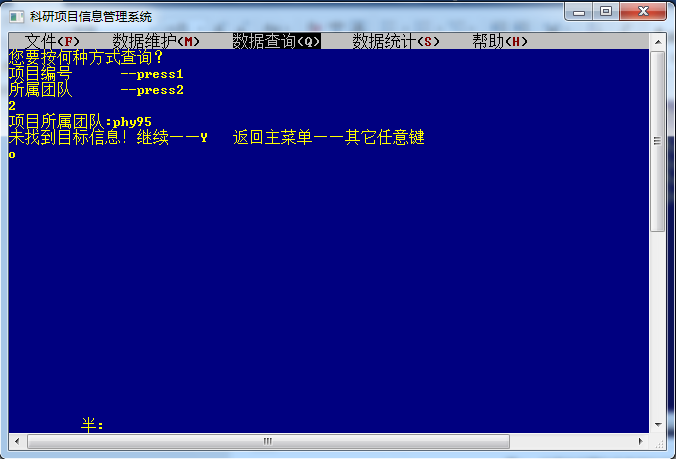 科研项目信息管理系统
文件(F) 数据维护(M) 数据查询(Q) 数据统计(S) 帮助(H)
您要按何种方式查询?
项目编号 --press1
所属团队 --press2
2
项目所属团队:phy95
未找到目标信息! 继续——Y 返回主菜单——其它任意键
o
半: